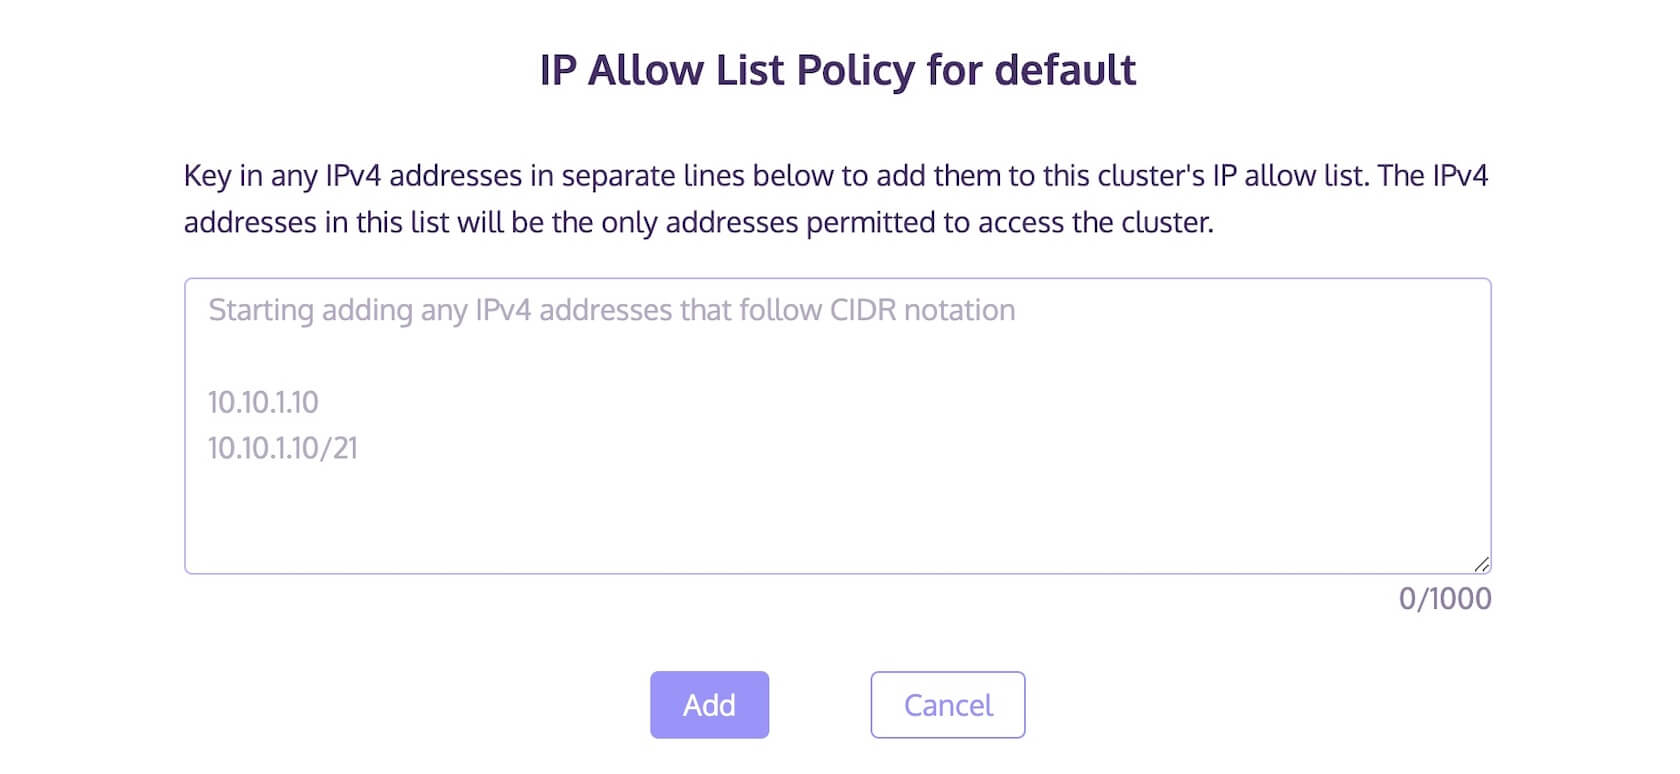 IP Allow List Policy for default
Key in any IPv4 addresses in separate lines below to add them to this cluster's IP allow list. The IPv4
addresses in this list will be the only addresses permitted to access the cluster.
Starting adding any IPv4 addresses that follow CIDR notation
10.10.1.10
10.10.1.10/21
0/1000
Add
Cancel